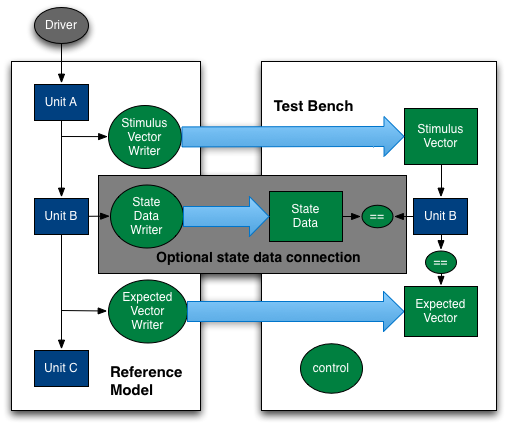 Driver
Unit A
Stimulus
Vector
Writer
Test Bench
Stimulus
Vector
Unit B
State
Data
Writer
State
Data
==
Unit B
Optional state data connection
==
Expected
Vector
Writer
Expected
Vector
Unit C
Reference
Model
control